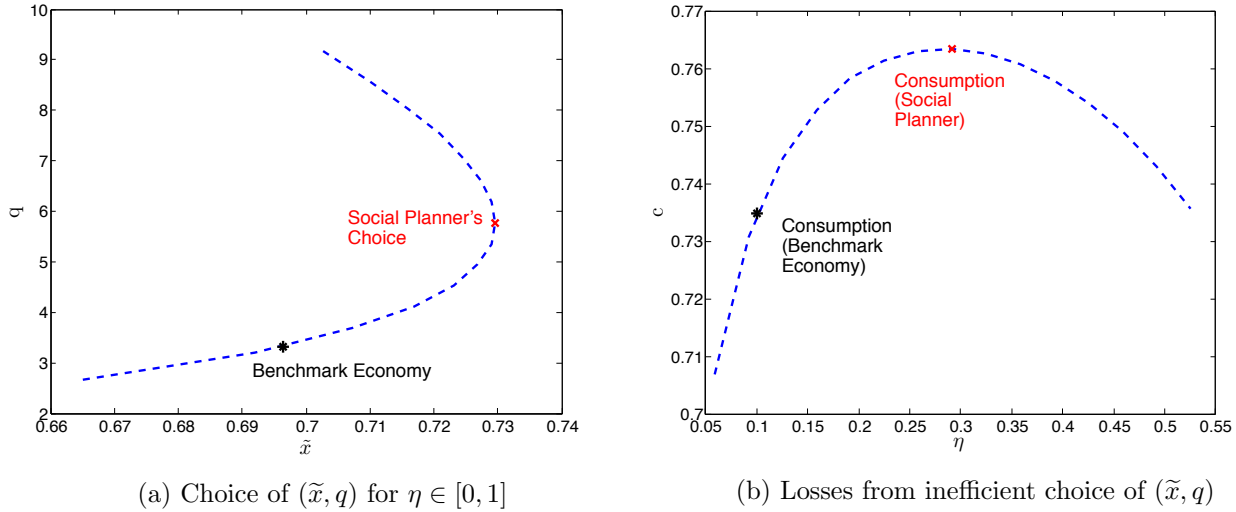 10
9
8
7
6
5
4
3
2
q
Social Planner's
Choice
Benchmark Economy
0.66 0.67 0.68 0.69 0.7 0.71 0.72 0.73 0.74
x̃
(a) Choice of (x̃, q) for η ∈ [0, 1]
0.77
0.76
0.75
0.74
0.73
0.72
0.71
0.7
c
Consumption
(Social
Planner)
Consumption
(Benchmark
Economy)
0.05 0.1 0.15 0.2 0.25 0.3 0.35 0.4 0.45 0.5 0.55
η
(b) Losses from inefficient choice of (x̃, q)